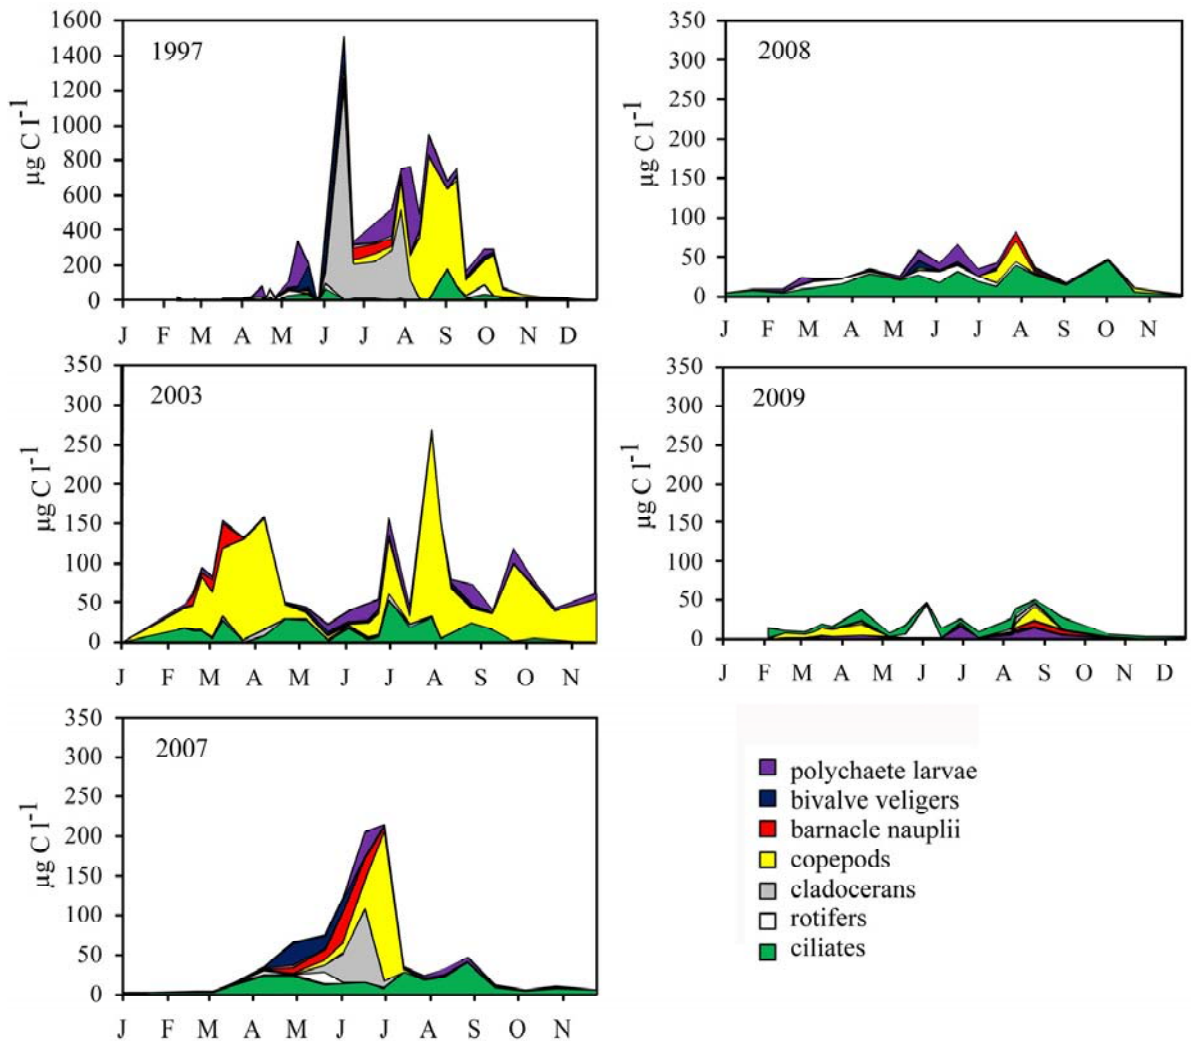 1600
1400
1200
1000
800
600
400
200
0
µg C l-1
1997
J F M A M J J A S O N D
350
300
250
200
150
100
50
0
µg C l-1
2008
J F M A M J J A S O N
350
300
250
200
150
100
50
0
µg C l-1
2003
J F M A M J J A S O N
350
300
250
200
150
100
50
0
µg C l-1
2009
J F M A M J J A S O N D
350
300
250
200
150
100
50
0
µg C l-1
2007
J F M A M J J A S O N
polychaete larvae
bivalve veligers
barnacle nauplii
copepods
cladocerans
rotifers
ciliates